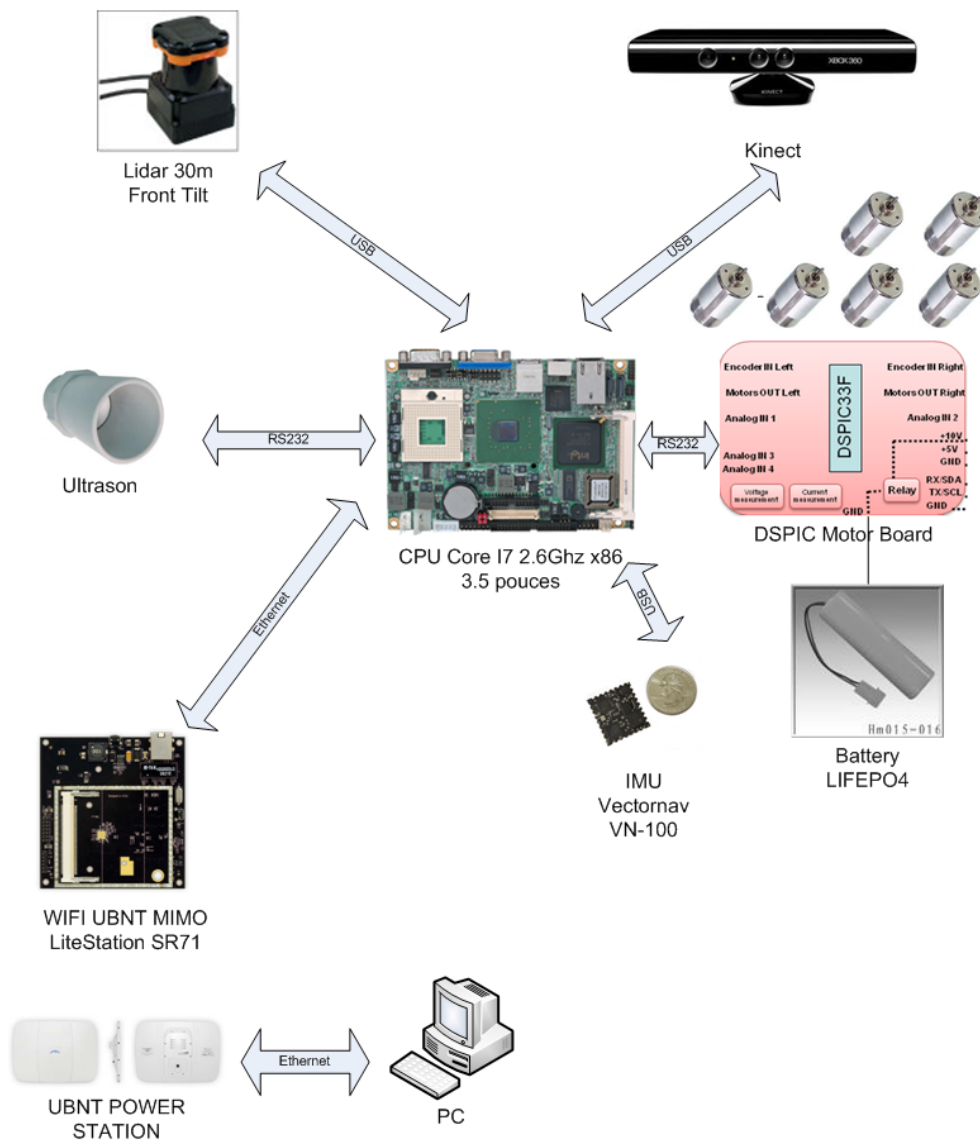 XBOX 360
KINECT
Lidar 30m
Front Tilt
Kinect
USB
USB
Encoder IN Left
Encoder IN Right
Motors OUT Left
Motors OUT Right
DSPIC33F
Analog IN 1
Analog IN 2
+10V
+5V
GND
Analog IN 3
Analog IN 4
RX/SDA
TX/SCL
GND
Voltage
measurement
Current
measurement
Relay
GND
RS232
RS232
Ultrason
DSPIC Motor Board
CPU Core I7 2.6Ghz x86
3.5 pouces
USB
Ethernet
Hm015-016
Battery
LIFEPO4
IMU
Vectornav
VN-100
WIFI UBNT MIMO
LiteStation SR71
Ethernet
UBNT POWER
STATION
PC